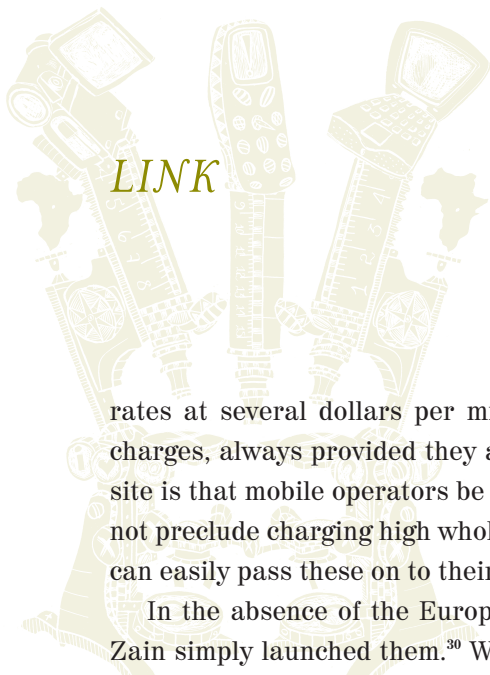 LINK
rates at several dollars per mi
charges, always provided they a
site is that mobile operators be
not preclude charging high whol
can easily pass these on to their
In the absence of the Europ
Zain simply launched them.³⁰ W